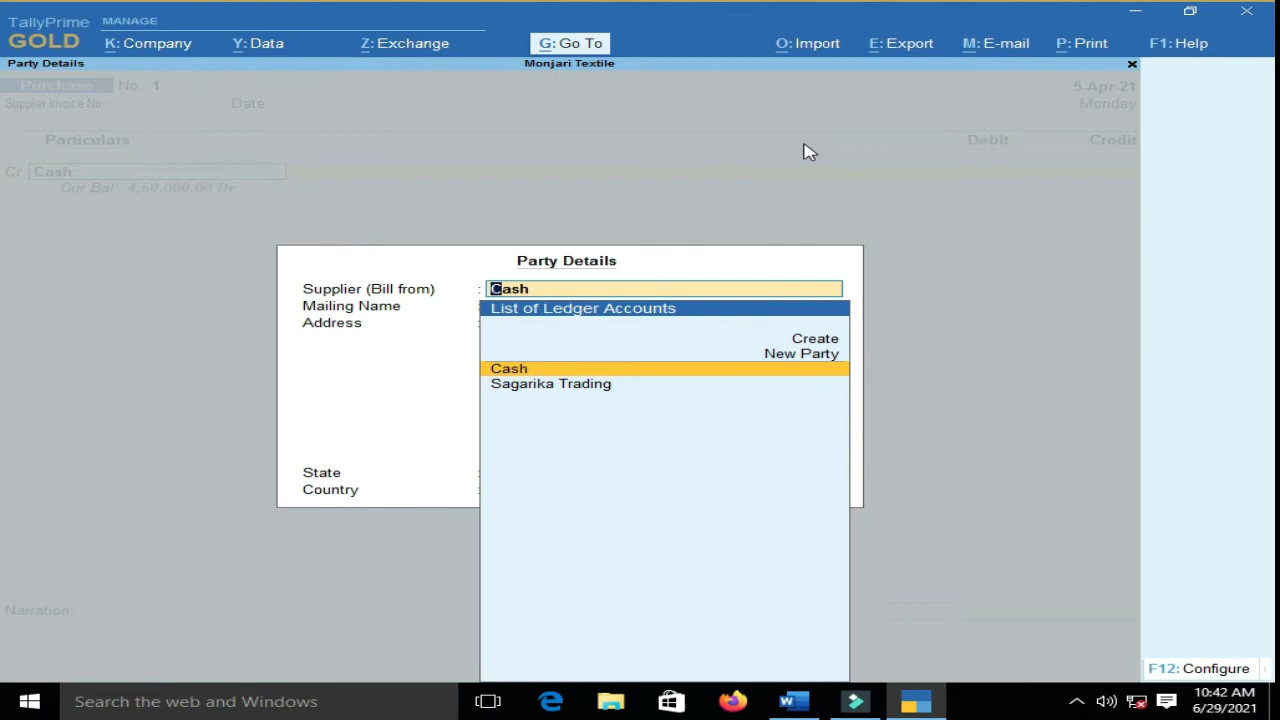 TallyPrime
GOLD
MANAGE
K: Company
Y: Data
Z: Exchange
G: Go To
O: Import
E: Export
M: E-mail
P: Print
F1: Help
Party Details
Monjari Textile
×
Purchase No. 1
5-Apr-21
Supplier Invoice No.:
Date
Monday
Particulars
Debit
Credit
Cr Cash
Cur Bal 4,60,000.00 Dr
Party Details
Supplier (Bill from) : Cash
Mailing Name
Address
List of Ledger Accounts
Create
New Party
Cash
Sagarika Trading
State
Country
Narration:
F12: Configure
Search the web and Windows
10:42 AM
6/29/2021